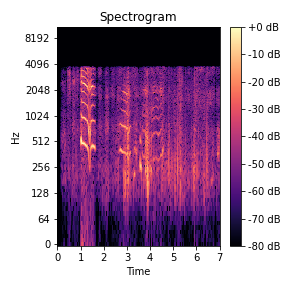 Spectrogram
+0 dB
8192
-10 dB
4096
-20 dB
2048
-30 dB
1024
-40 dB
Hz
512
-50 dB
256
128
-60 dB
64
-70 dB
0
-80 dB
0 1 2 3 4 5 6 7
Time